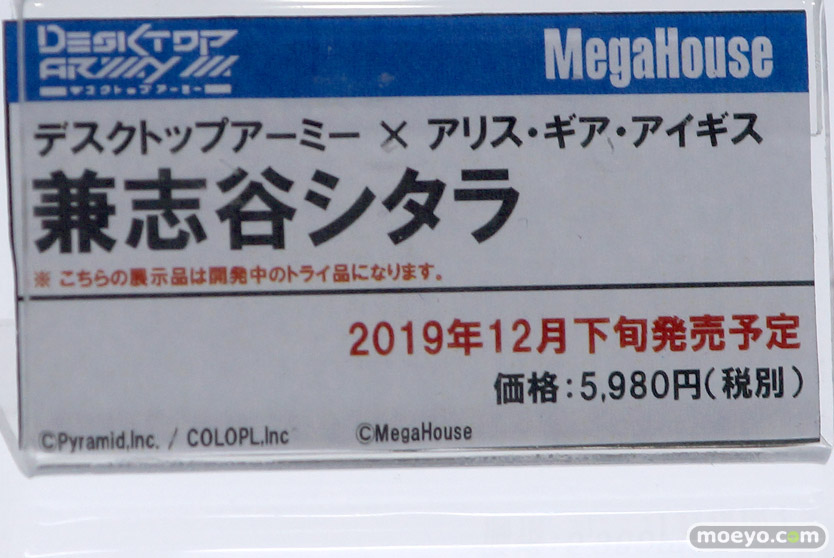 DESKTOP
ARMY
デスクトップアーミー
MegaHouse
デスクトップアーミー × アリス・ギア・アイギス
兼志谷シタラ
※ こちらの展示品は開発中のトライ品になります。
2019年12月下旬発売予定
価格：5,980円（税別）
©Pyramid,Inc. / COLOPL,Inc ©MegaHouse
moeyo.com